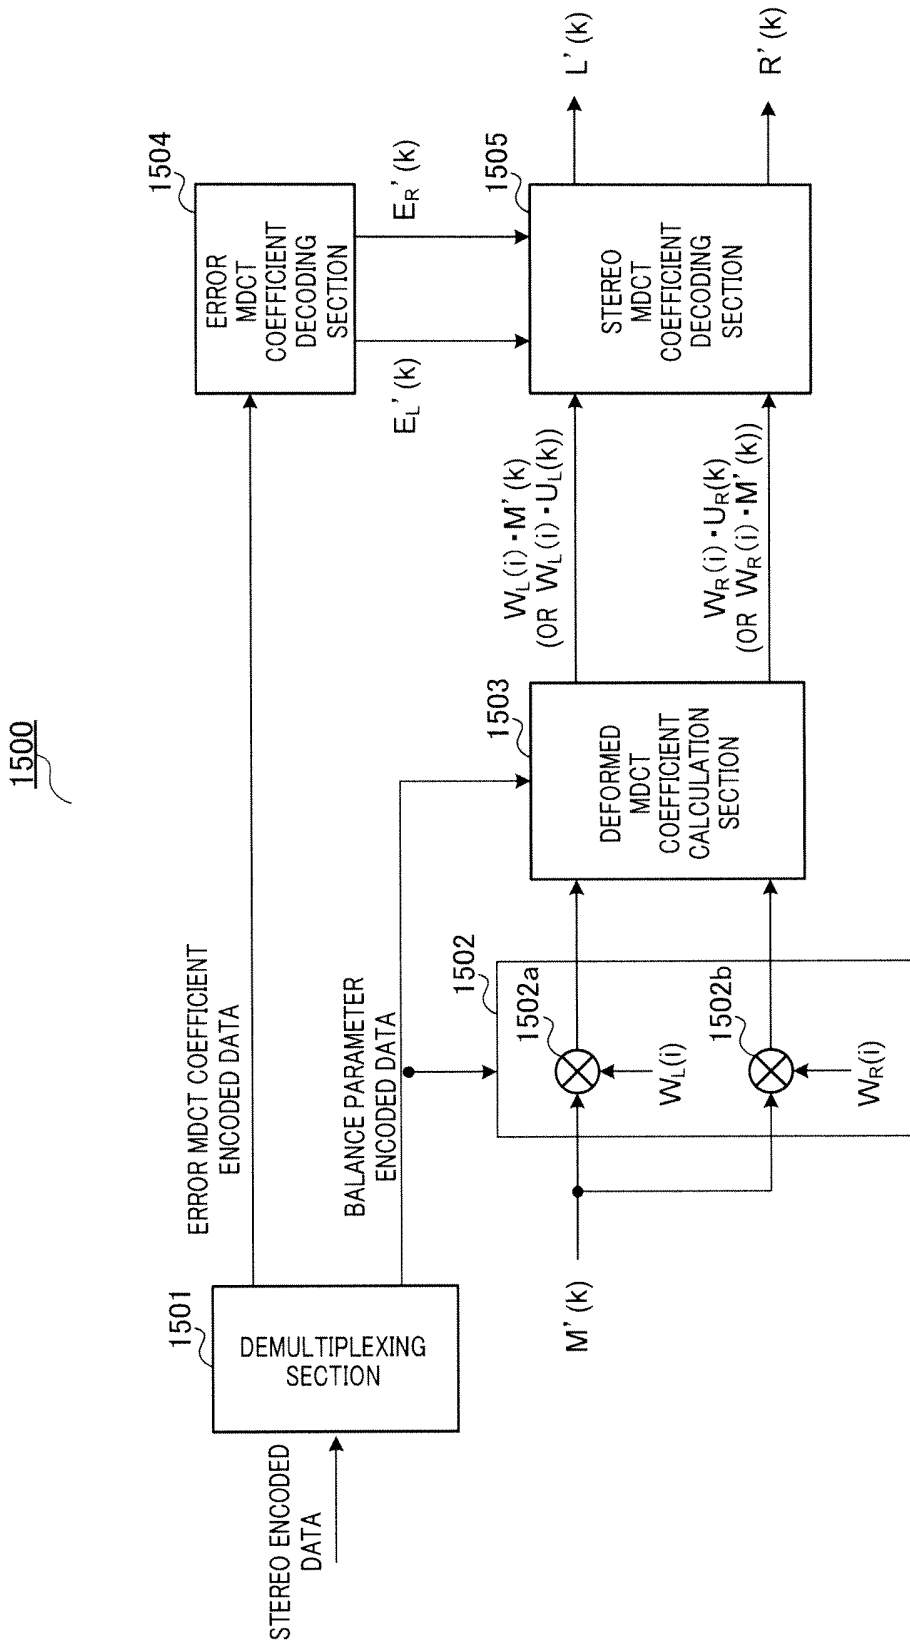 1500
STEREO ENCODED
DATA
1501
DEMULTIPLEXING
SECTION
ERROR MDCT COEFFICIENT
ENCODED DATA
BALANCE PARAMETER
ENCODED DATA
M'(k)
1502
1502a
W_L(i)
1502b
W_R(i)
1503
DEFORMED
MDCT
COEFFICIENT
CALCULATION
SECTION
W_L(i)・M'(k)
(OR W_L(i)・U_L(k))
W_R(i)・U_R(k)
(OR W_R(i)・M'(k))
1504
ERROR
MDCT
COEFFICIENT
DECODING
SECTION
E_L'(k)
E_R'(k)
1505
STEREO
MDCT
COEFFICIENT
DECODING
SECTION
L'(k)
R'(k)